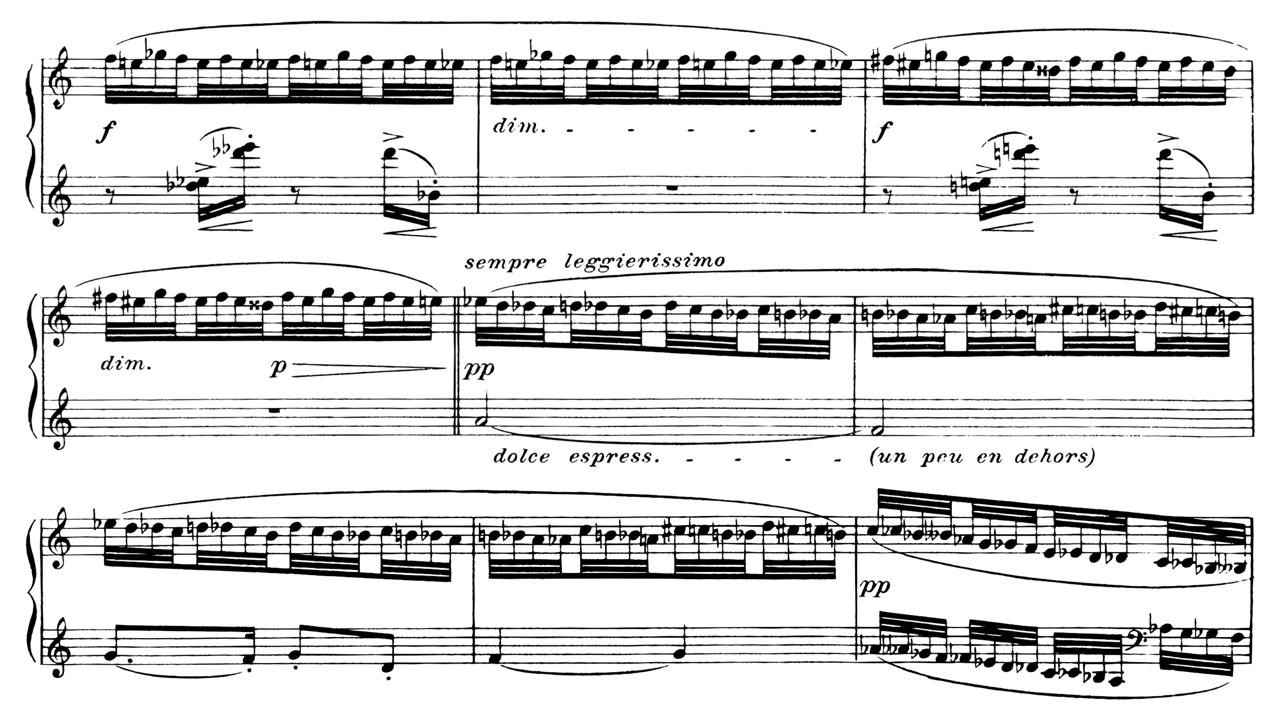 f
dim.
f
sempre leggierissimo
dim.
p
pp
dolce espress.
(un peu en dehors)
pp